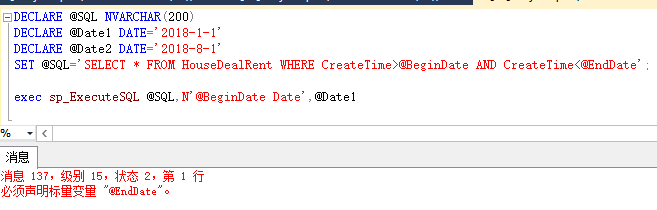 DECLARE @SQL NVARCHAR(200)
DECLARE @Date1 DATE='2018-1-1'
DECLARE @Date2 DATE='2018-8-1'
SET @SQL='SELECT * FROM HouseDealRent WHERE CreateTime>@BeginDate AND CreateTime<@EndDate';
exec sp_ExecuteSQL @SQL,N'@BeginDate Date',@Date1
%
消息
消息 137，级别 15，状态 2，第 1 行
必须声明标量变量 "@EndDate"。